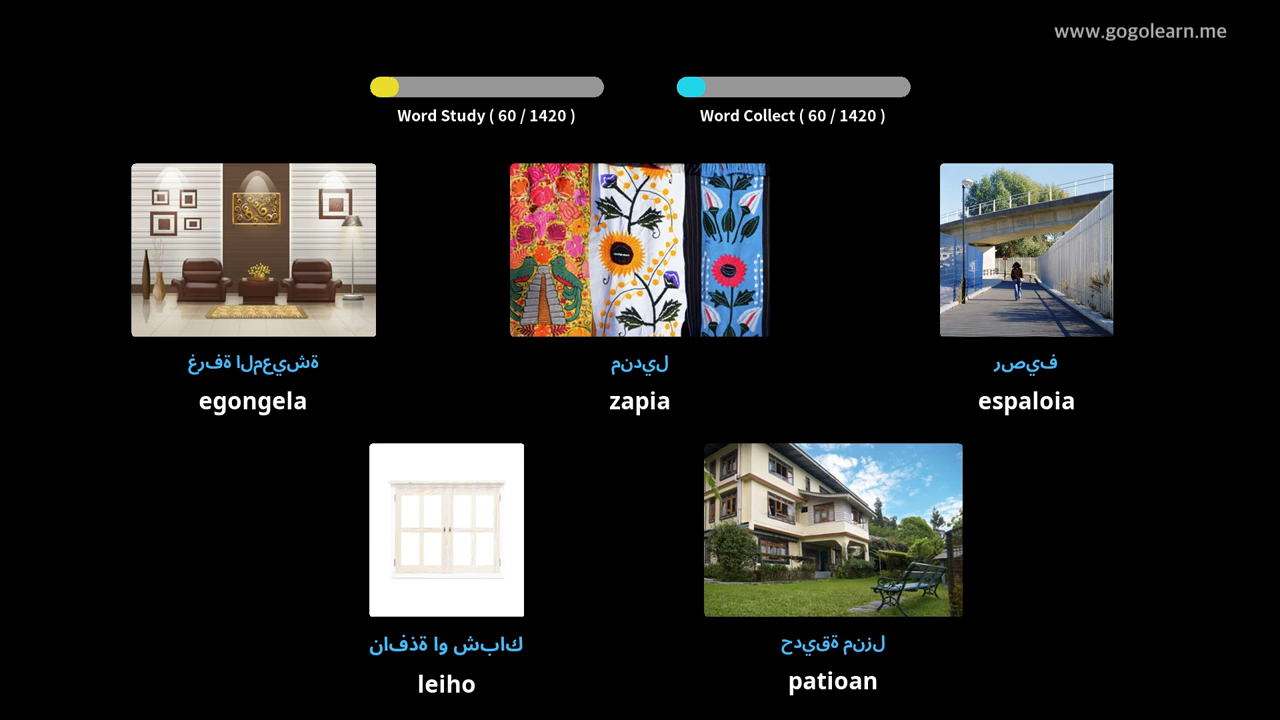 www.gogolearn.me
Word Study ( 60 / 1420 )
Word Collect ( 60 / 1420 )
غرفة المعيشة
egongela
منديل
zapia
رصيف
espaloia
نافذة او شباك
leiho
حديقة منزل
patioan